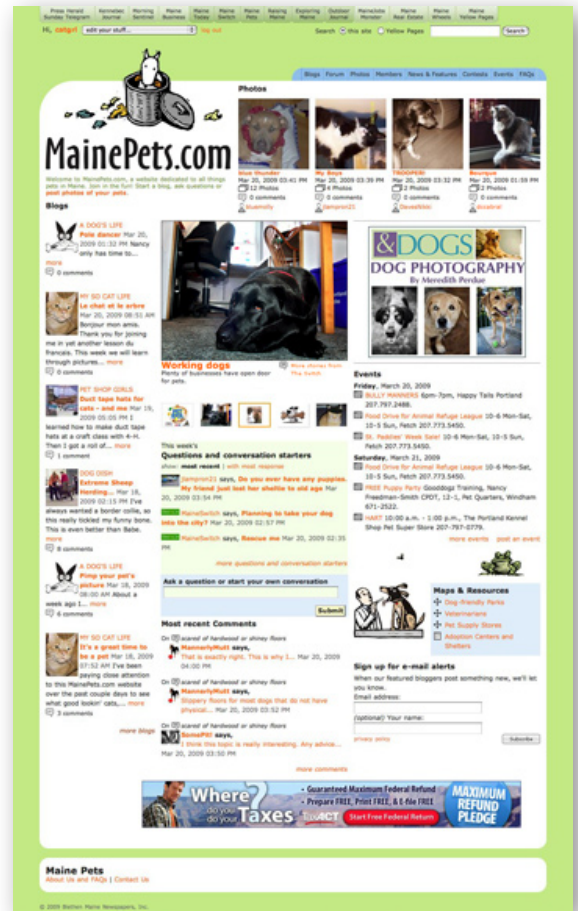 Press Herald Sunday Telegram
Kennebec Journal
Morning Sentinel
Maine Business
Maine Today
Maine Switch
Maine Pets
Raising Maine
Exploring Maine
Outdoor Journal
MaineJobs Monster
Maine Real Estate
Maine Wheels
Maine Yellow Pages
Hi, catgrl edit your stuff... log out
Search this site Yellow Pages Search
Blogs Forum Photos Members News & Features Contests Events FAQs
MainePets.com
Welcome to MainePets.com, a website dedicated to all things
pets in Maine. Join in the fun! Start a blog, ask questions or
post photos of your pets.
Photos
blue thunder
Mar 20, 2009 03:41 PM
12 Photos
0 comments
bluemolly
My Boys
Mar 20, 2009 03:39 PM
4 Photos
0 comments
jlampron21
TROOPER!
Mar 20, 2009 03:32 PM
2 Photos
0 comments
Bourque
Mar 20, 2009 01:59 PM
2 Photos
0 comments
Blogs
A DOG'S LIFE
Pole dancer Mar 20,
2009 01:32 PM Nancy
only has time to...
more
0 comments
MY SO CAT LIFE
Le chat et le arbre
Mar 20, 2009 08:51 AM
Bonjour mon amis.
Thank you for joining
me in yet another lesson du
francais. This week we will learn
through pictures... more
0 comments
PET SHOP GIRLS
Duct tape hats for
cats - and me Mar 19,
2009 05:05 PM I
learned how to make duct tape
hats at a craft class with 4-H.
Then I got a roll of... more
1 comment
DOG DISH
Extreme Sheep
Herding... Mar 18,
2009 02:15 PM I've
always wanted a border collie, so
this really tickled my funny bone.
This is even better than Babe.
more
8 comments
A DOG'S LIFE
Pimp your pet's
picture Mar 18, 2009
08:00 AM About a
week ago I... more
6 comments
MY SO CAT LIFE
It's a great time to
be a pet Mar 18, 2009
07:52 AM I've been
paying close attention
to this MainePets.com website
over the past couple days to see
what good lookin' cats,... more
3 comments
more blogs
Working dogs
Plenty of businesses have open door
for pets.
More stories from
The Switch
This week's
Questions and conversation starters
show: most recent | with most response
jlampron21 says, Do you ever have any puppies.
My friend just lost her sheltie to old age Mar
20, 2009 03:54 PM
MaineSwitch says, Planning to take your dog
into the city? Mar 20, 2009 02:57 PM
MaineSwitch says, Rescue me Mar 20, 2009 02:35
PM
more questions and conversation starters
Ask a question or start your own conversation
Submit
Most recent Comments
On scared of hardwood or shiney floors
MannerlyMutt says,
That is exactly right. This is why I... Mar 20, 2009
04:00 PM
On scared of hardwood or shiney floors
MannerlyMutt says,
Slippery floors for most dogs that do not have
physical... Mar 20, 2009 03:52 PM
On scared of hardwood or shiney floors
SomePitt says,
I think this topic is really interesting. Any advice...
Mar 20, 2009 03:50 PM
more comments
&DOGS
DOG PHOTOGRAPHY
By Meredith Perdue
Events
Friday, March 20, 2009
BULLY MANNERS 6pm-7pm, Happy Tails Portland
207.797.2488.
Food Drive for Animal Refuge League 10-6 Mon-Sat,
10-5 Sun, Fetch 207.773.5450.
St. Paddies' Week Sale! 10-6 Mon-Sat, 10-5 Sun,
Fetch 207.773.5450.
Saturday, March 21, 2009
Food Drive for Animal Refuge League 10-6 Mon-Sat,
10-5 Sun, Fetch 207.773.5450.
FREE Puppy Party Gooddogz Training, Nancy
Freedman-Smith CPDT, 12-1, Pet Quarters, Windham
671-2522.
HART 10:00 a.m. - 1:00 p.m., The Portland Kennel
Shop Pet Super Store 207-797-0779.
more events post an event
Maps & Resources
Dog-friendly Parks
Veterinarians
Pet Supply Stores
Adoption Centers and
Shelters
Sign up for e-mail alerts
When our featured bloggers post something new, we'll let
you know.
Email address:
(optional) Your name:
privacy policy Subscribe
Where do your do your Taxes?
Guaranteed Maximum Federal Refund
Prepare FREE, Print FREE, & E-file FREE
TaxACT Start Free Federal Return
MAXIMUM REFUND PLEDGE
Maine Pets
About Us and FAQs | Contact Us
© 2009 Blethen Maine Newspapers, Inc.